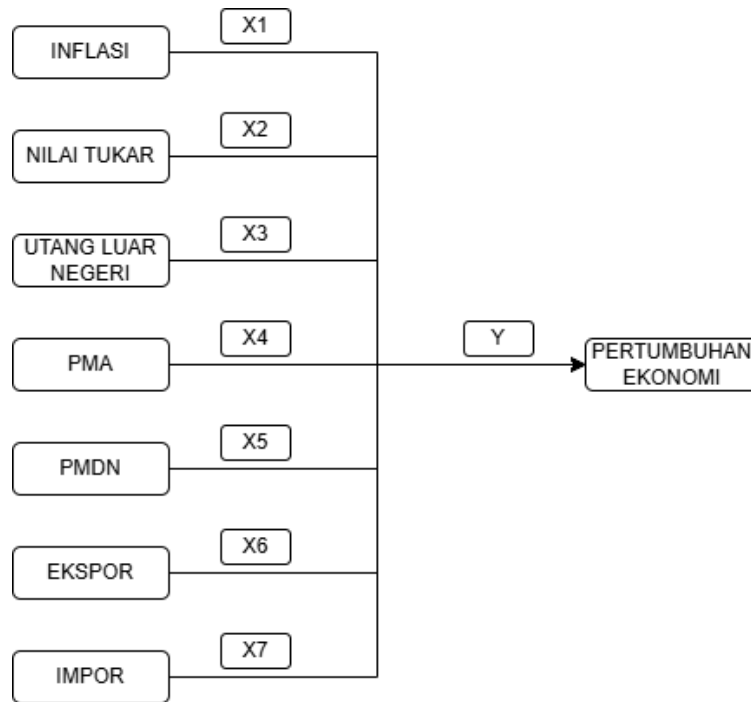 X1
INFLASI
X2
NILAI TUKAR
X3
UTANG LUAR
NEGERI
X4
PMA
Y
PERTUMBUHAN
EKONOMI
X5
PMDN
X6
EKSPOR
X7
IMPOR